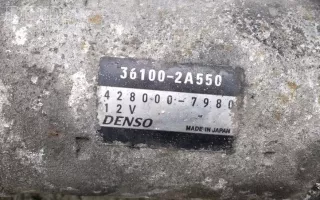 36100-2A550
428000-7980
12V
DENSO
MADE IN JAPAN